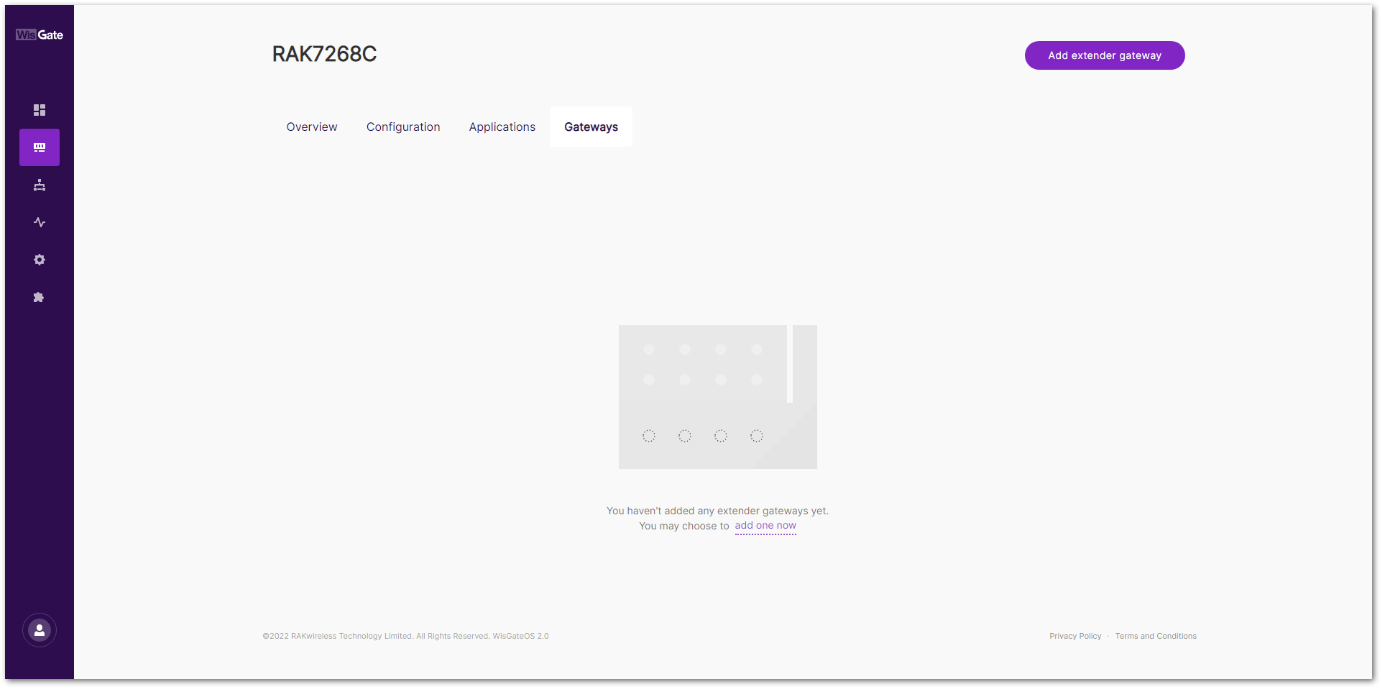 WisGate
RAK7268C
Add extender gateway
Overview Configuration Applications Gateways
You haven't added any extender gateways yet.
You may choose to add one now
©2022 RAKwireless Technology Limited. All Rights Reserved. WisGateOS 2.0
Privacy Policy · Terms and Conditions